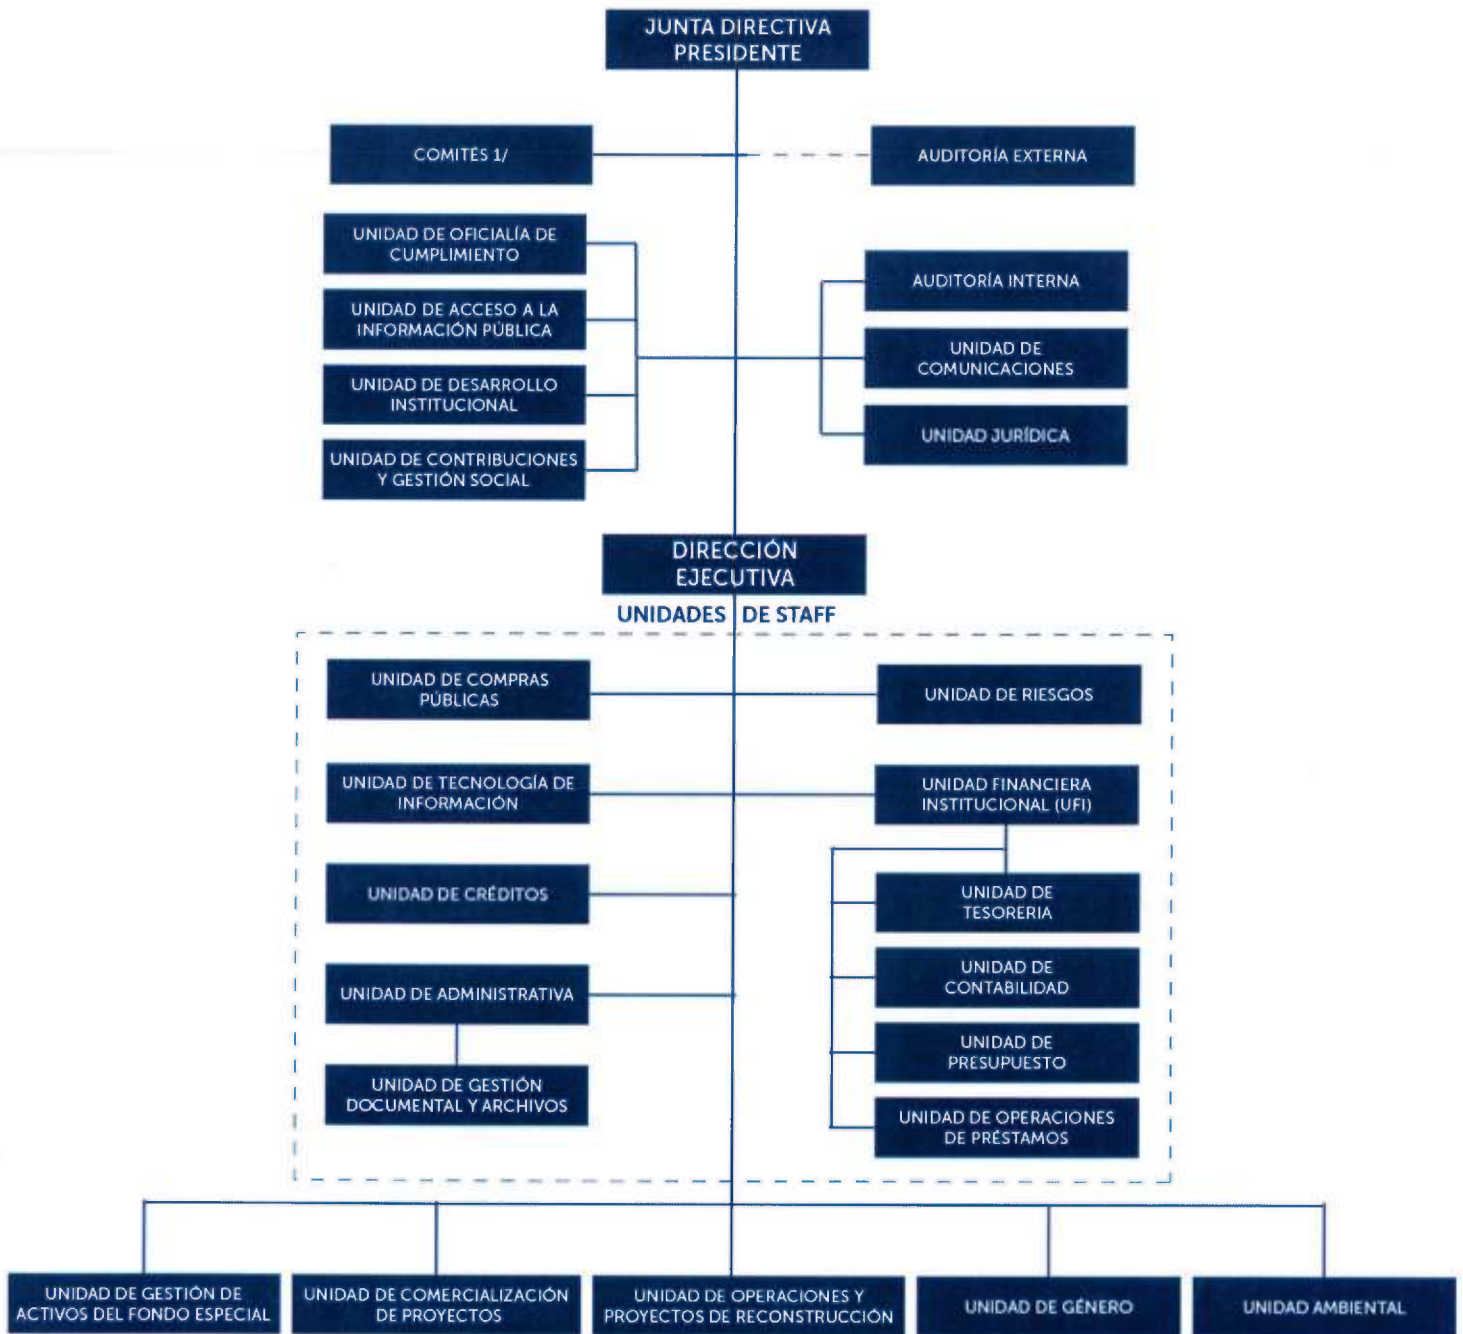 JUNTA DIRECTIVA
PRESIDENTE
COMITÉS 1/
AUDITORÍA EXTERNA
UNIDAD DE OFICIALÍA DE
CUMPLIMIENTO
UNIDAD DE ACCESO A LA
INFORMACIÓN PÚBLICA
UNIDAD DE DESARROLLO
INSTITUCIONAL
UNIDAD DE CONTRIBUCIONES
Y GESTIÓN SOCIAL
AUDITORÍA INTERNA
UNIDAD DE
COMUNICACIONES
UNIDAD JURÍDICA
DIRECCIÓN
EJECUTIVA
UNIDADES DE STAFF
UNIDAD DE COMPRAS
PÚBLICAS
UNIDAD DE TECNOLOGÍA DE
INFORMACIÓN
UNIDAD DE CRÉDITOS
UNIDAD DE ADMINISTRATIVA
UNIDAD DE GESTIÓN
DOCUMENTAL Y ARCHIVOS
UNIDAD DE RIESGOS
UNIDAD FINANCIERA
INSTITUCIONAL (UFI)
UNIDAD DE
TESORERIA
UNIDAD DE
CONTABILIDAD
UNIDAD DE
PRESUPUESTO
UNIDAD DE OPERACIONES
DE PRÉSTAMOS
UNIDAD DE GESTIÓN DE
ACTIVOS DEL FONDO ESPECIAL
UNIDAD DE COMERCIALIZACIÓN
DE PROYECTOS
UNIDAD DE OPERACIONES Y
PROYECTOS DE RECONSTRUCCIÓN
UNIDAD DE GÉNERO
UNIDAD AMBIENTAL